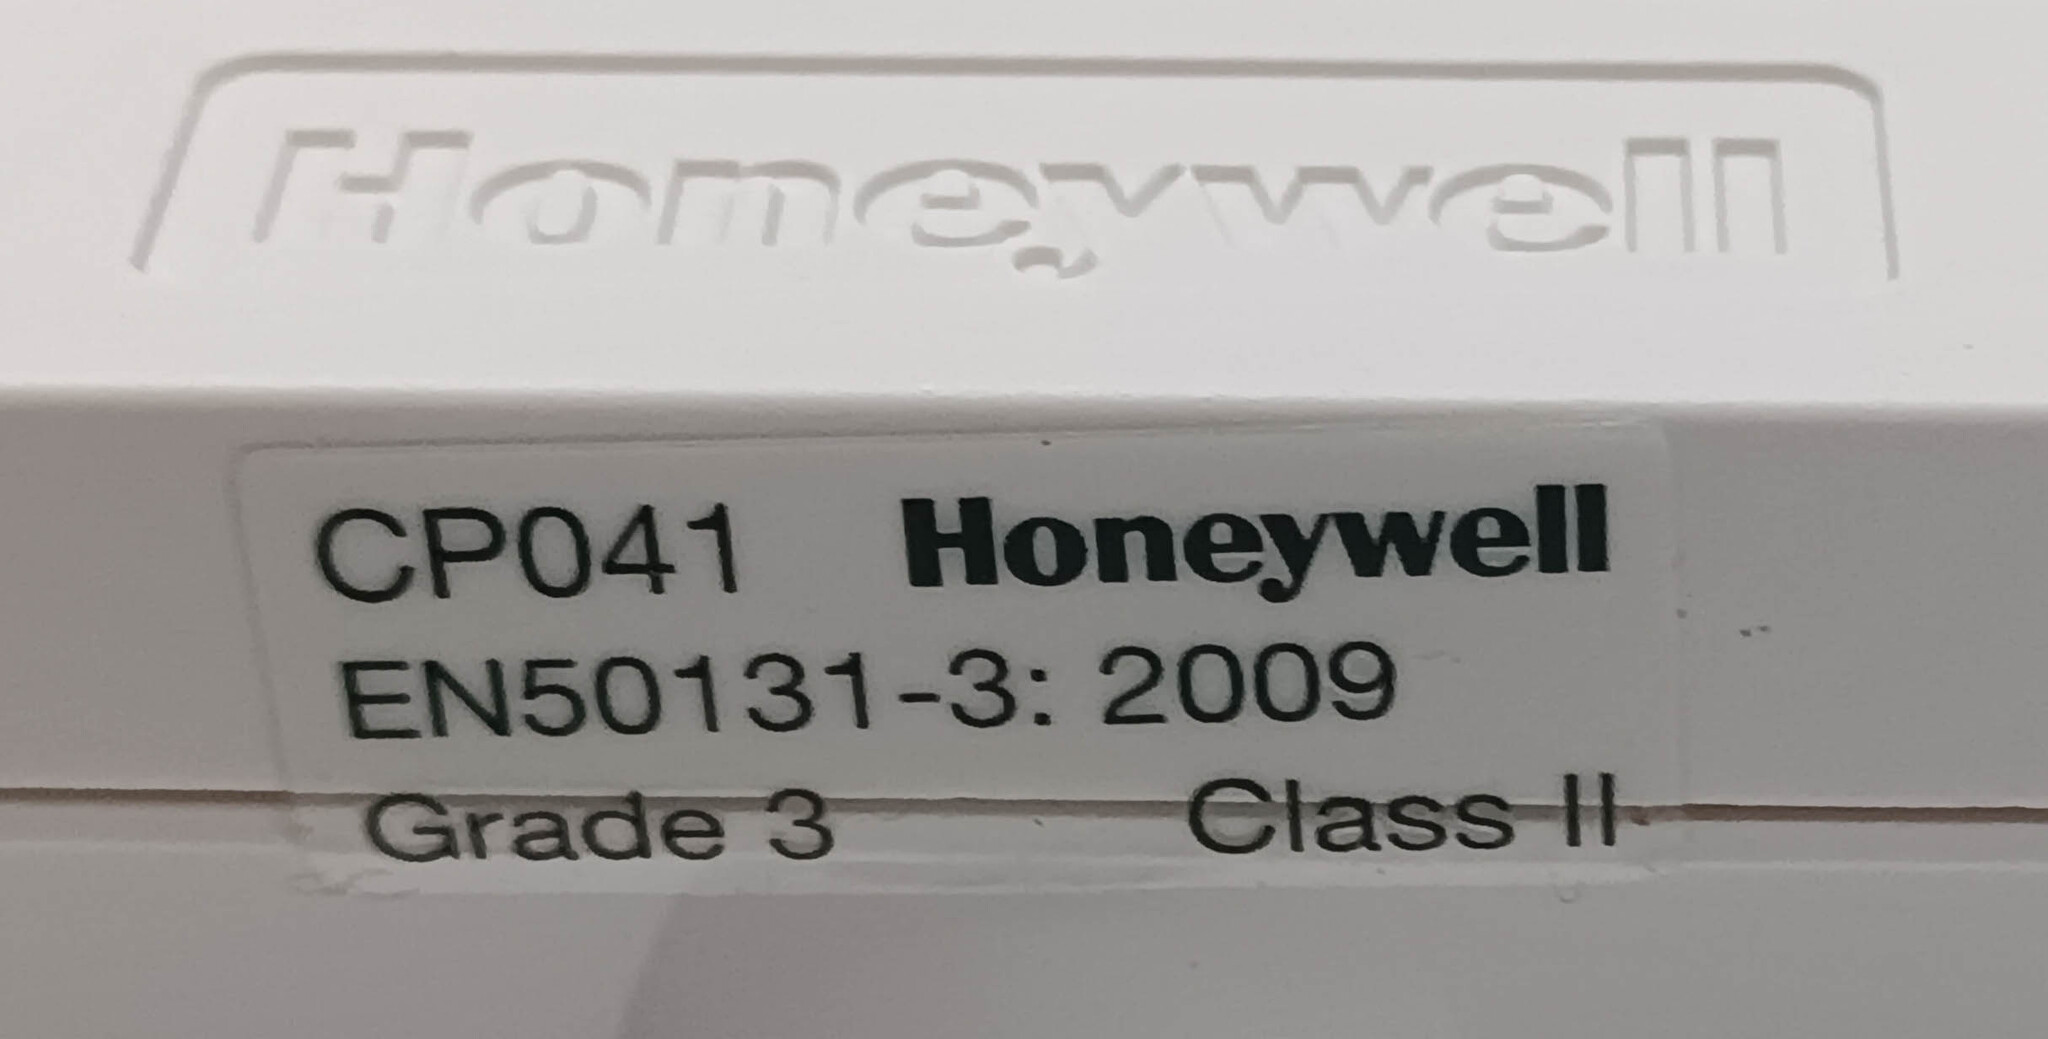 Honeywell
CP041 Honeywell
EN50131-3: 2009
Grade 3 Class II